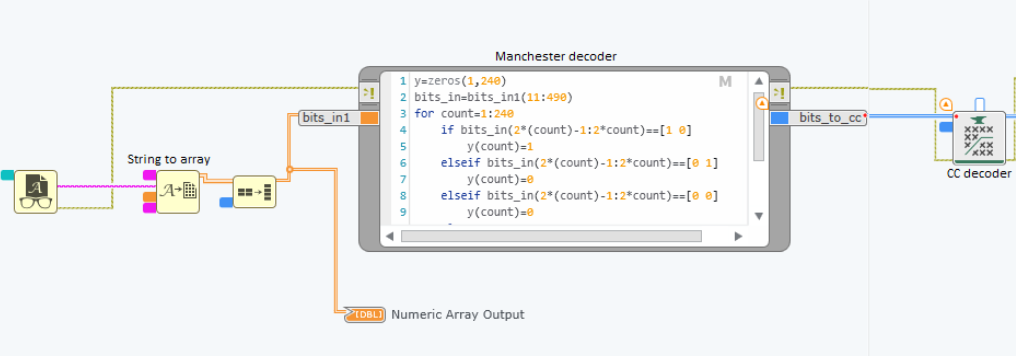 Manchester decoder
1 y=zeros(1,240)
2 bits_in=bits_in1(11:490)
3 for count=1:240
4 if bits_in(2*(count)-1:2*count)==[1 0]
5 y(count)=1
6 elseif bits_in(2*(count)-1:2*count)==[0 1]
7 y(count)=0
8 elseif bits_in(2*(count)-1:2*count)==[0 0]
9 y(count)=0
M
bits_in1
bits_to_cc
String to array
A
A
CC decoder
[DBL]
Numeric Array Output